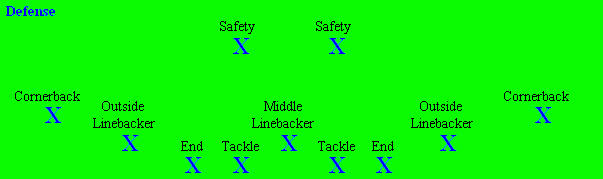 Defense
Safety Safety
X X
Cornerback Cornerback
Outside Linebacker Middle Linebacker Outside Linebacker
X X
X X X
End Tackle Tackle End
X X X X